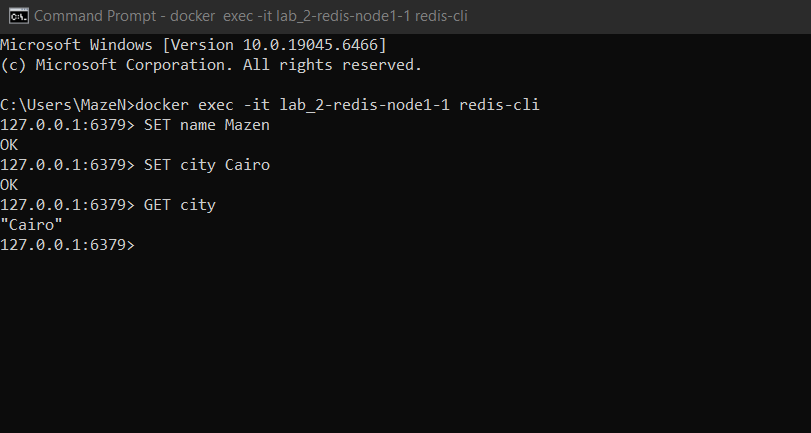 Command Prompt - docker  exec -it lab_2-redis-node1-1 redis-cli
Microsoft Windows [Version 10.0.19045.6466]
(c) Microsoft Corporation. All rights reserved.
C:\Users\MazeN>docker exec -it lab_2-redis-node1-1 redis-cli
127.0.0.1:6379> SET name Mazen
OK
127.0.0.1:6379> SET city Cairo
OK
127.0.0.1:6379> GET city
"Cairo"
127.0.0.1:6379>